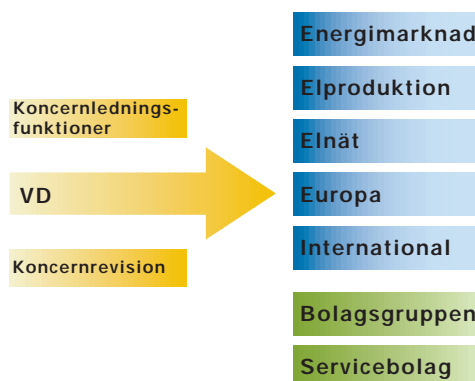 Koncernlednings-
funktioner
VD
Koncernrevision
Energimarknad
Elproduktion
Elnät
Europa
International
Bolagsgruppen
Servicebolag